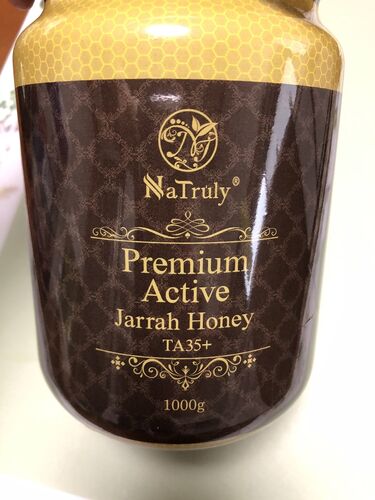 NaTruly®
Premium
Active
Jarrah Honey
TA35+
1000g